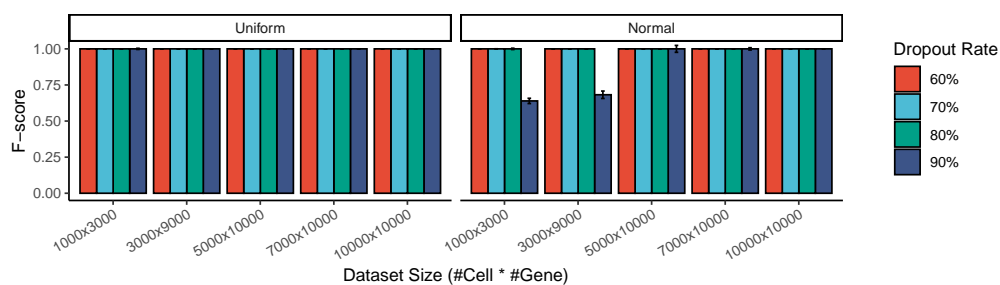 Uniform
Normal
F−score
1.00
0.75
0.50
0.25
0.00
1000x3000
3000x9000
5000x10000
7000x10000
10000x10000
1000x3000
3000x9000
5000x10000
7000x10000
10000x10000
Dataset Size (#Cell * #Gene)
Dropout Rate
60%
70%
80%
90%